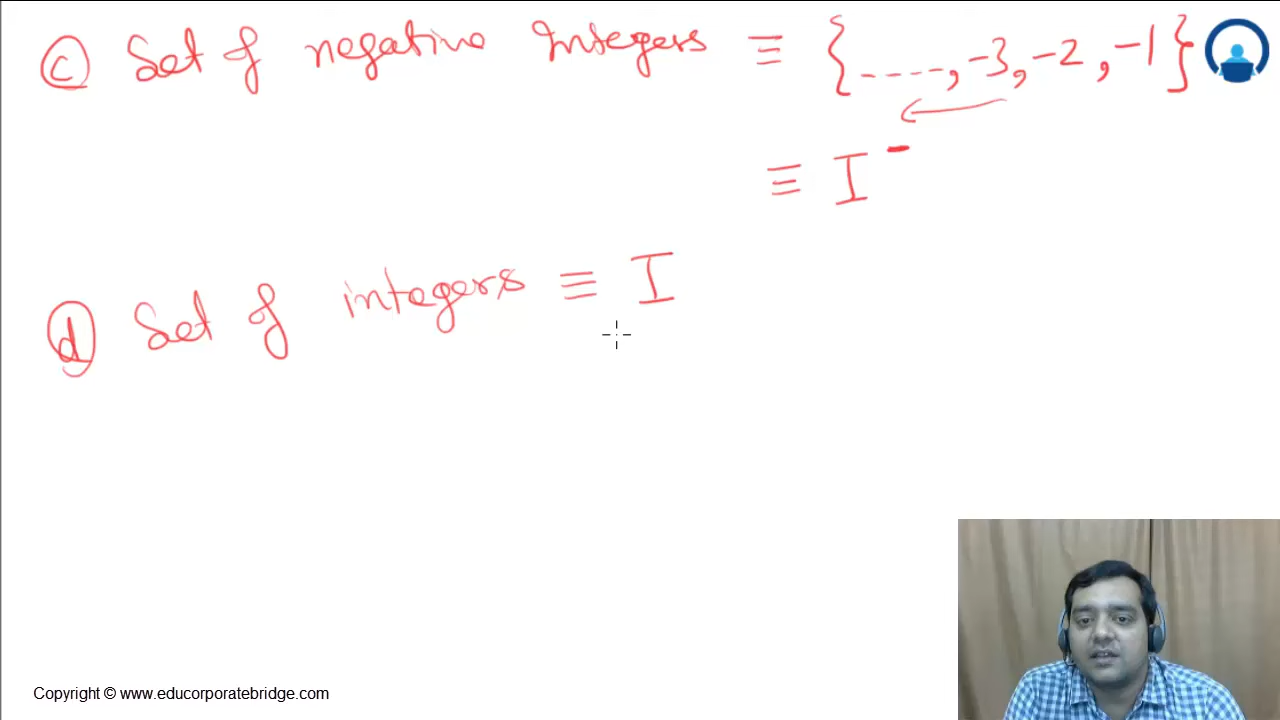 (c) Set of negative Integers ≡ {....., -3, -2, -1}
≡ I⁻
(d) Set of integers ≡ I
Copyright © www.educorporatebridge.com